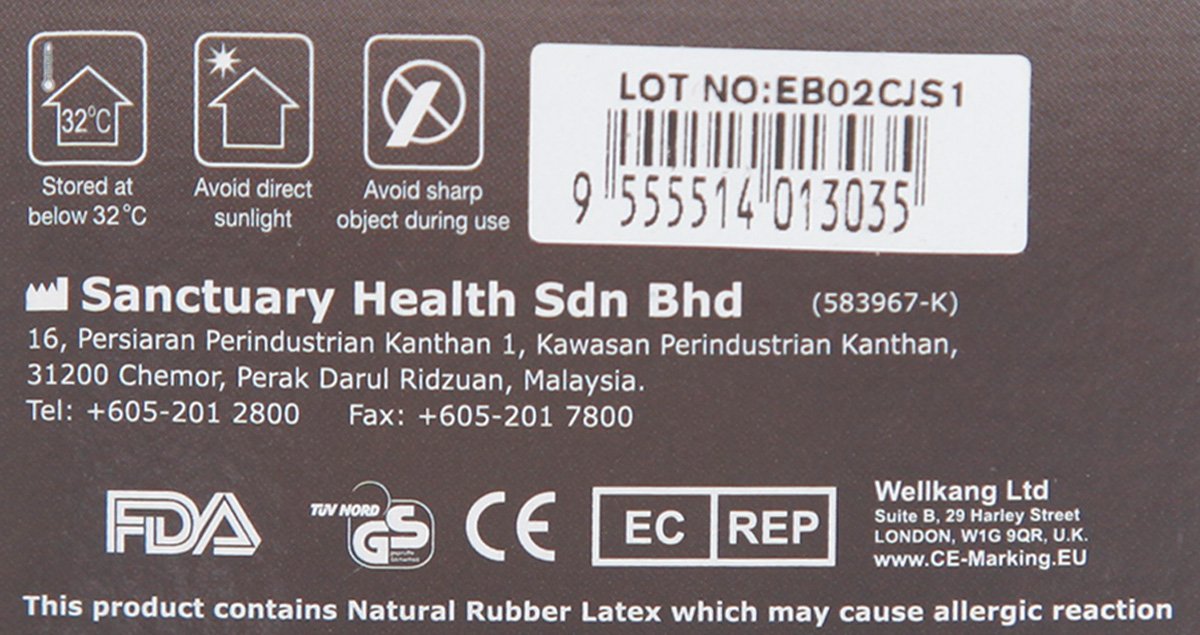 32°C
Stored at
below 32°C
Avoid direct
sunlight
Avoid sharp
object during use
LOT NO:EB02CJS1
9 555514 013035
Sanctuary Health Sdn Bhd (583967-K)
16, Persiaran Perindustrian Kanthan 1, Kawasan Perindustrian Kanthan,
31200 Chemor, Perak Darul Ridzuan, Malaysia.
Tel: +605-201 2800 Fax: +605-201 7800
FDA
TÜV NORD
GS
geprüfte
Sicherheit
CE
EC REP
Wellkang Ltd
Suite B, 29 Harley Street
LONDON, W1G 9QR, U.K.
www.CE-Marking.EU
This product contains Natural Rubber Latex which may cause allergic reaction